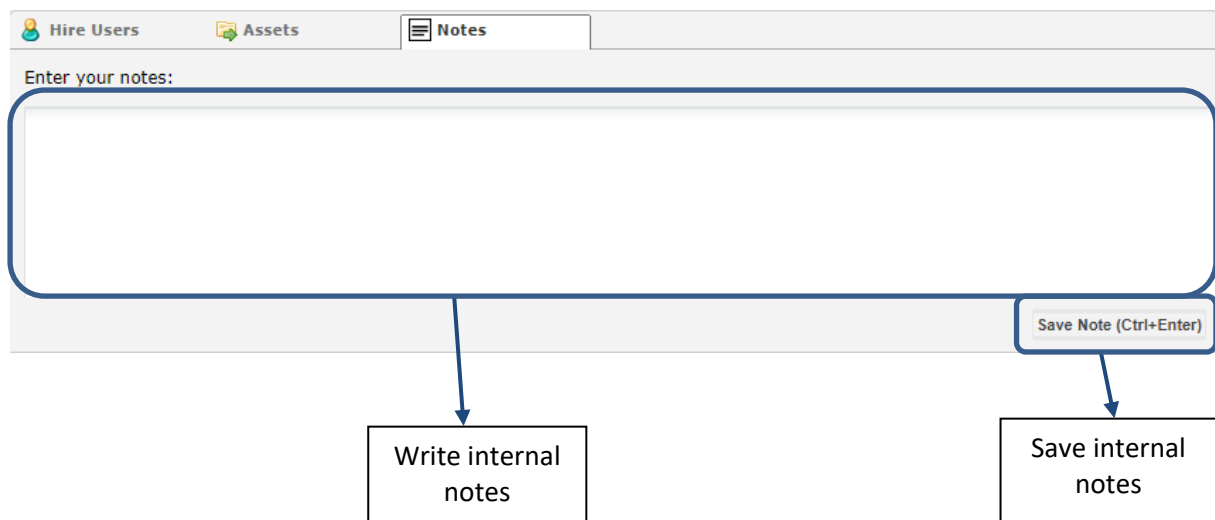 Hire Users Assets Notes
Enter your notes:
Save Note (Ctrl+Enter)
Write internal
notes
Save internal
notes